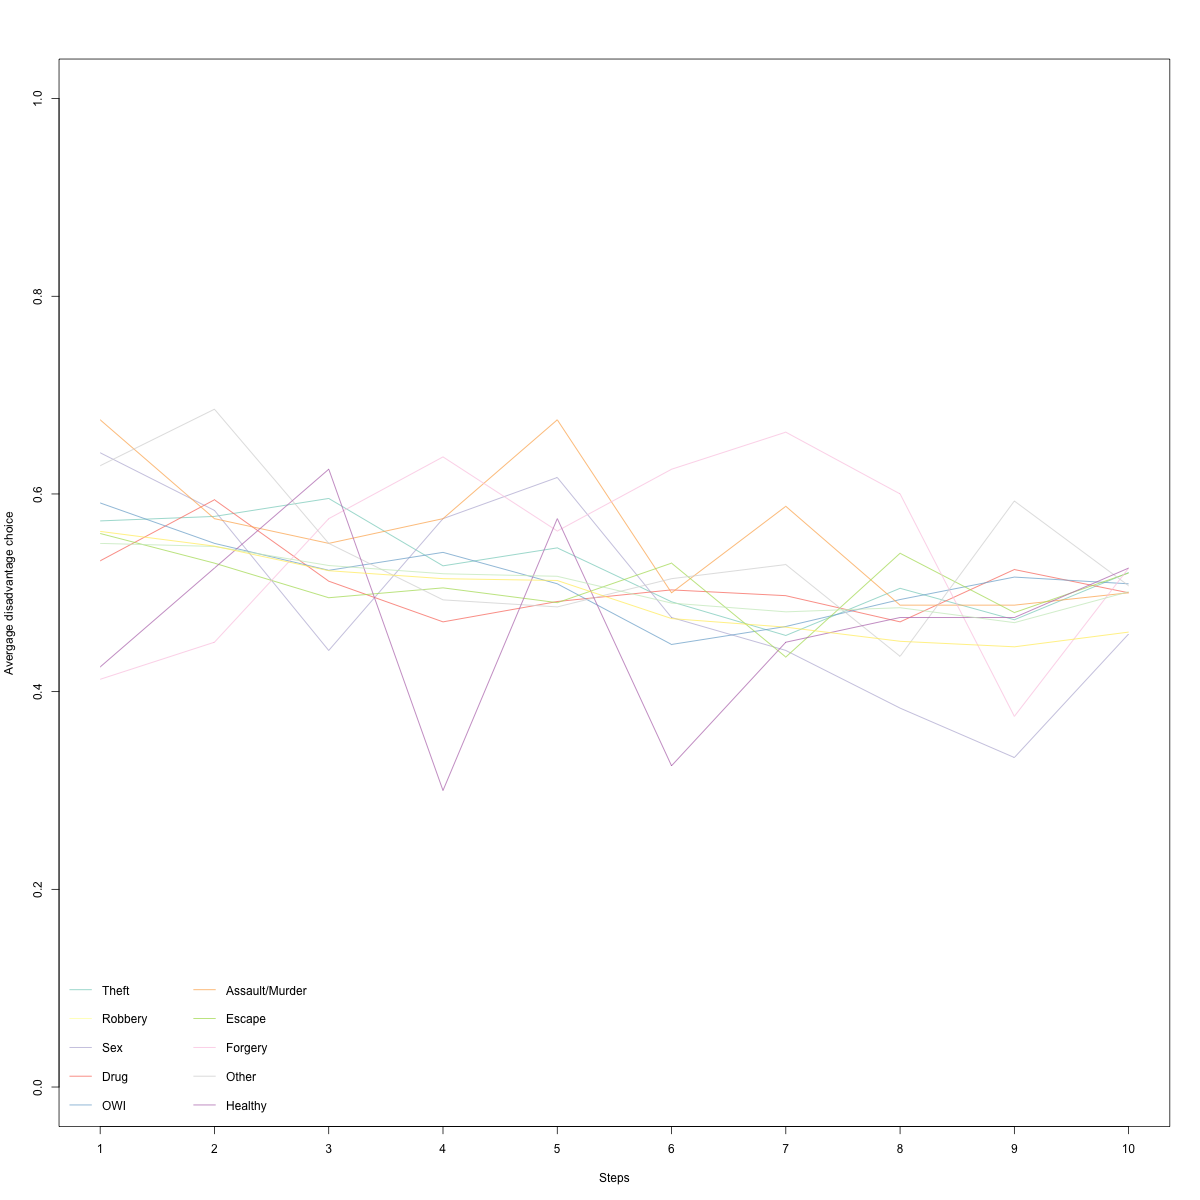 Avergage disadvantage choice
1.0
0.8
0.6
0.4
0.2
0.0
Theft
Robbery
Sex
Drug
OWI
Assault/Murder
Escape
Forgery
Other
Healthy
1 2 3 4 5 6 7 8 9 10
Steps